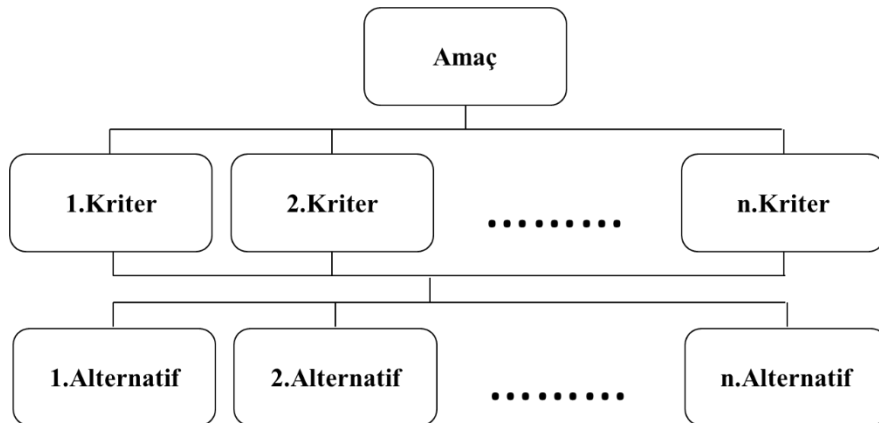 Amaç
1.Kriter
2.Kriter
.........
n.Kriter
1.Alternatif
2.Alternatif
.........
n.Alternatif